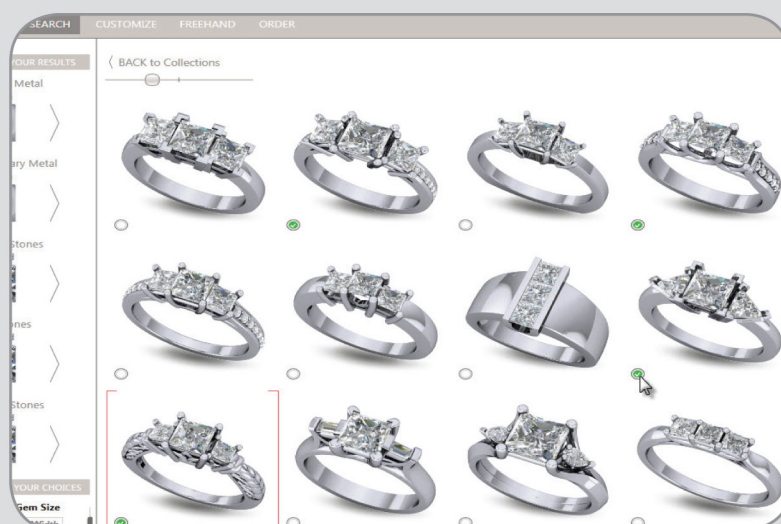 SEARCH CUSTOMIZE FREEHAND ORDER
YOUR RESULTS
〈 BACK to Collections
Metal
ary Metal
Stones
nes
Stones
YOUR CHOICES
Gem Size
Width